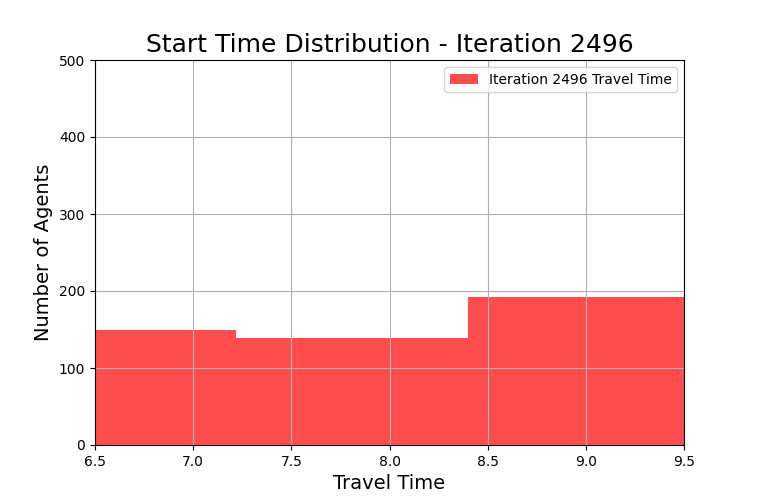 Start Time Distribution - Iteration 2496
Iteration 2496 Travel Time
Number of Agents
500
400
300
200
100
0
6.5 7.0 7.5 8.0 8.5 9.0 9.5
Travel Time